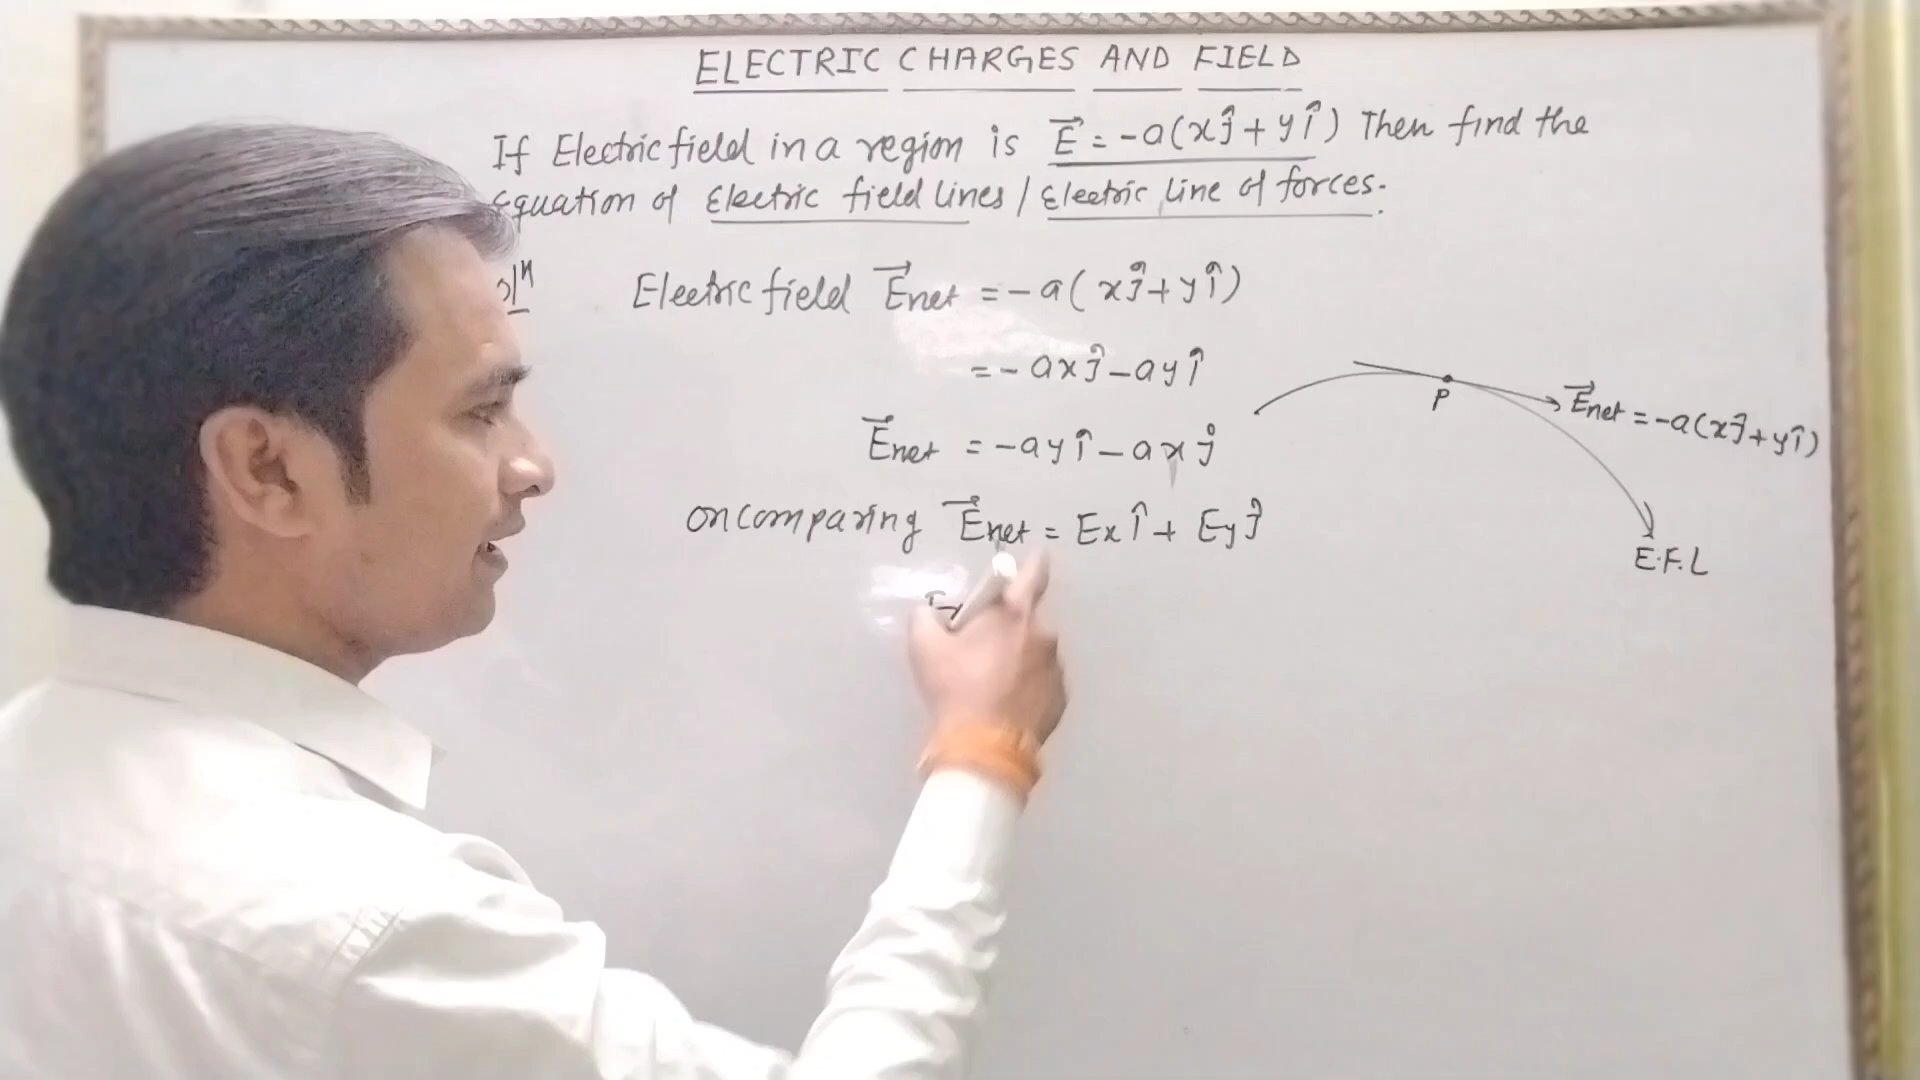 ELECTRIC CHARGES AND FIELD
If Electric field in a region is E⃗ = -a(xĵ + yî) Then find the
Equation of Electric field lines / Electric line of forces.
olⁿ Electric field E⃗net = -a(xĵ + yî)
= - axĵ - ayî
E⃗net = -ayî - axĵ
on comparing E⃗net = Exî + Eyĵ
P
E⃗net = -a(xĵ + yî)
E.F.L